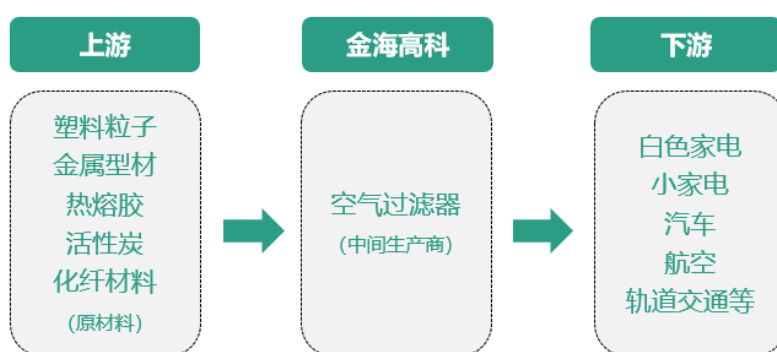 上游
塑料粒子
金属型材
热熔胶
活性炭
化纤材料
(原材料)
金海高科
空气过滤器
(中间生产商)
下游
白色家电
小家电
汽车
航空
轨道交通等